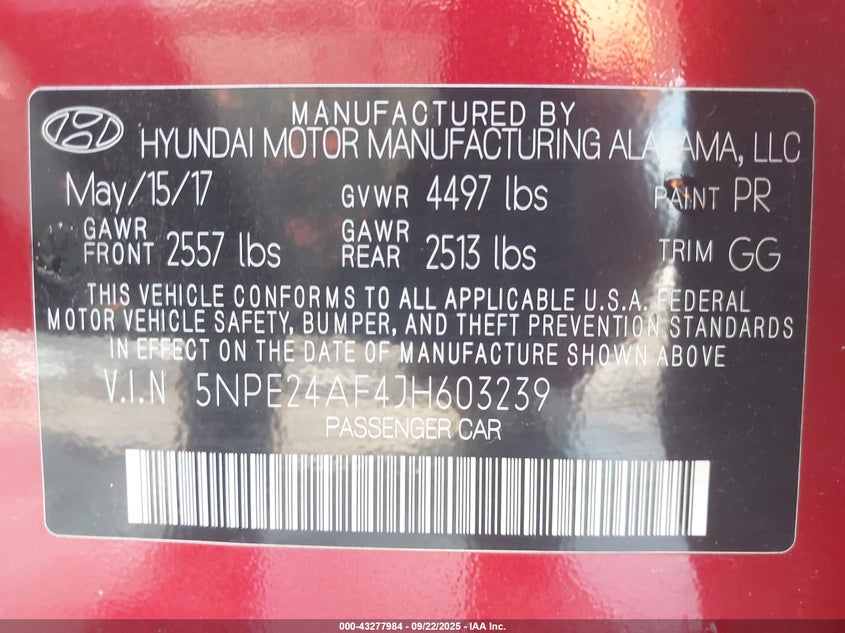 MANUFACTURED BY
HYUNDAI MOTOR MANUFACTURING ALABAMA, LLC
May/15/17 GVWR 4497 lbs PAINT PR
GAWR FRONT 2557 lbs GAWR REAR 2513 lbs TRIM GG
THIS VEHICLE CONFORMS TO ALL APPLICABLE U.S.A. FEDERAL
MOTOR VEHICLE SAFETY, BUMPER, AND THEFT PREVENTION STANDARDS
IN EFFECT ON THE DATE OF MANUFACTURE SHOWN ABOVE
V.I.N 5NPE24AF4JH603239
PASSENGER CAR
000-43277984 - 09/22/2025 - IAA Inc.